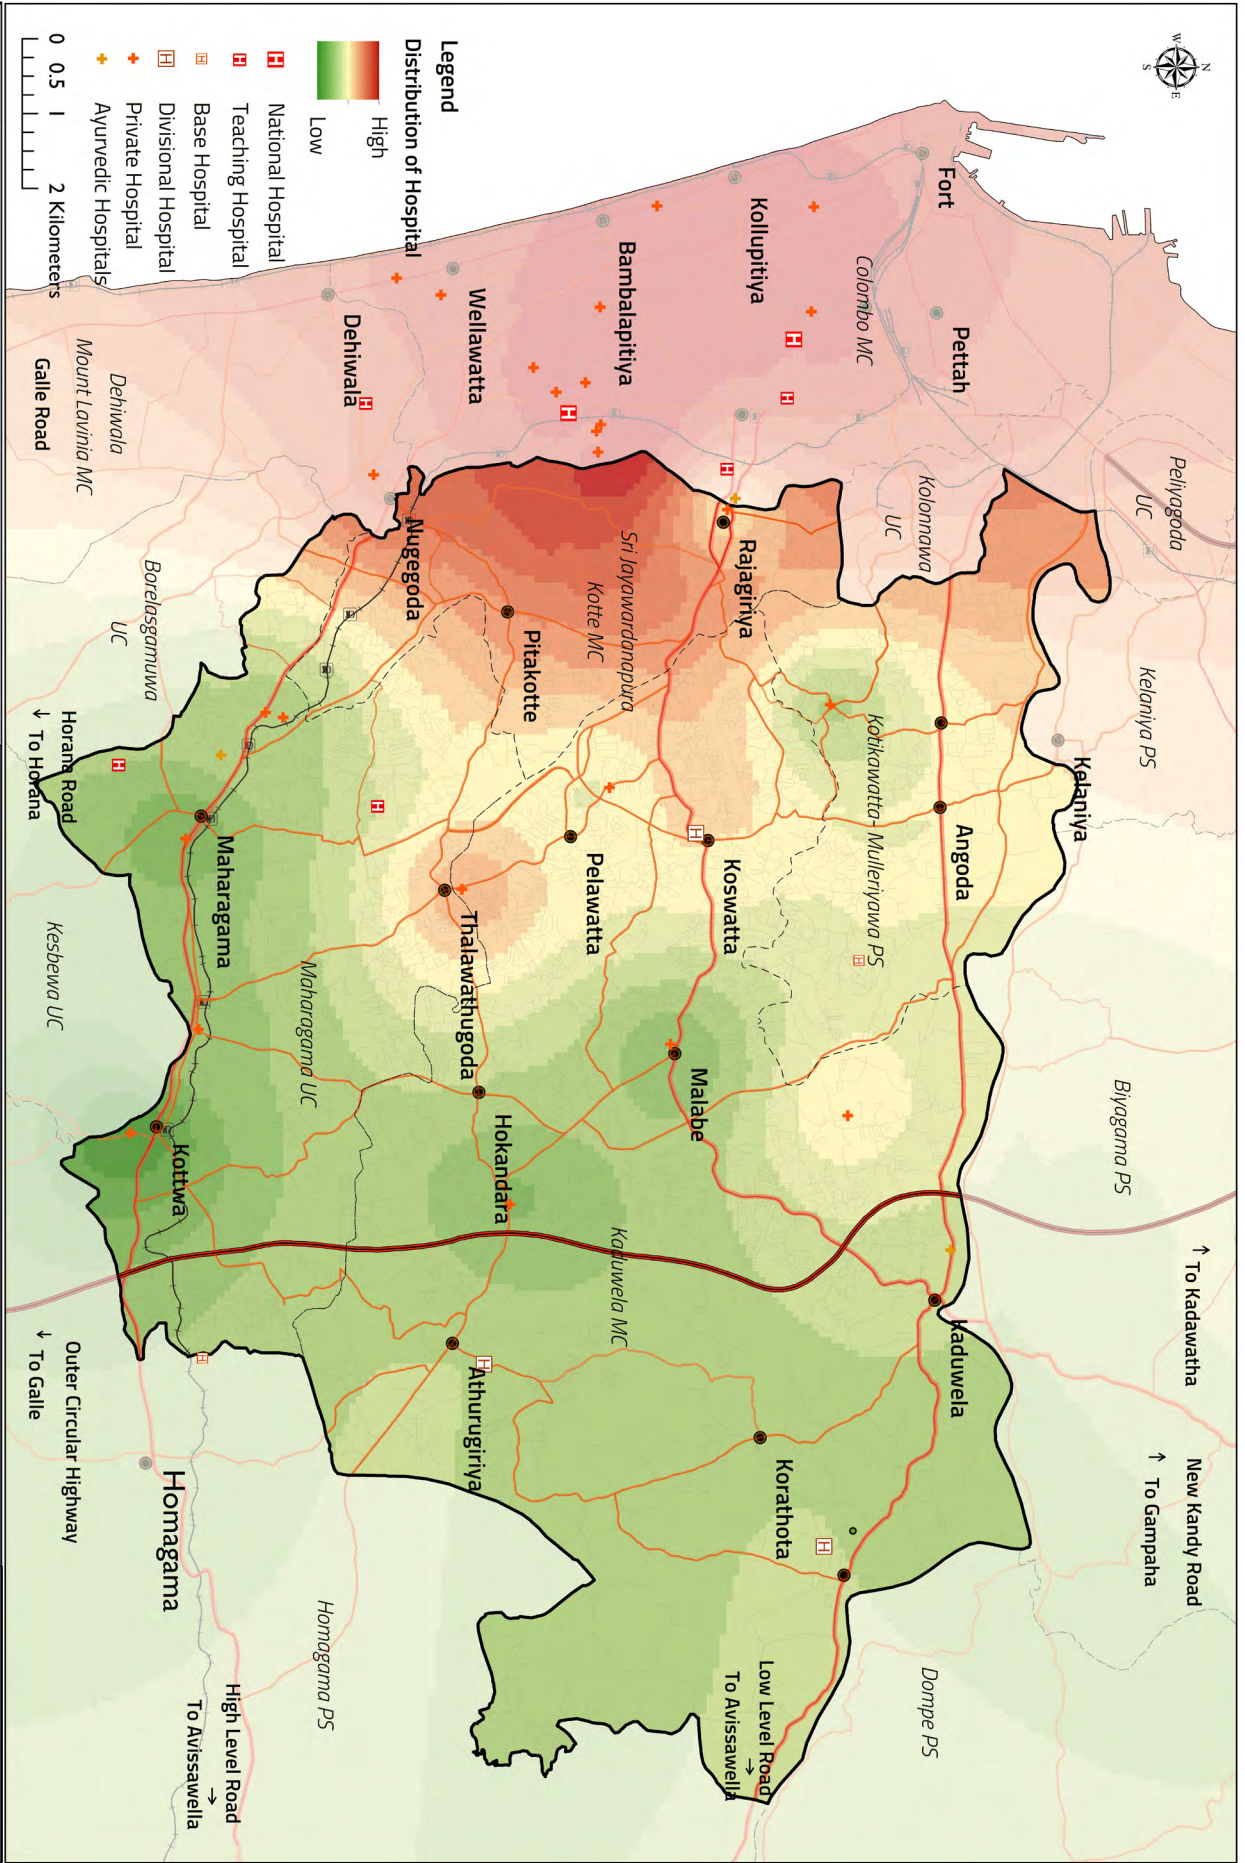 N
W
E
S
Legend
Distribution of Hospital
High
Low
National Hospital
Teaching Hospital
Base Hospital
Divisional Hospital
Private Hospital
Ayurvedic Hospitals
0 0.5 1 2 Kilometers
Fort
Pettah
Kollupitiya
Colombo MC
Bambalapitiya
Wellawatta
Dehiwala
Dehiwala
Mount Lavinia MC
Galle Road
Peliyagoda
UC
Kolonnawa
UC
Kelaniya PS
Kelaniya
Biyagama PS
Rajagiriya
Sri Jayawardanapura
Kotte MC
Nugegoda
Pitakotte
Borelasgamuwa
UC
Kotikawatta- Mulleriyawa PS
Angoda
Koswatta
Pelawatta
Thalawathugoda
Maharagama
Maharagama UC
Horana Road
↓ To Horana
Kesbewa UC
Malabe
Hokandara
Kottwa
Kaduwela MC
Kaduwela
↑ To Kadawatha
New Kandy Road
↑ To Gampaha
Athurugiriya
Korathota
Outer Circular Highway
↓ To Galle
Homagama
Homagama PS
Dompe PS
Low Level Road →
To Avissawella
High Level Road →
To Avissawella